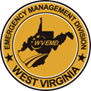 EMERGENCY MANAGEMENT DIVISION
WVEMD
WEST VIRGINIA